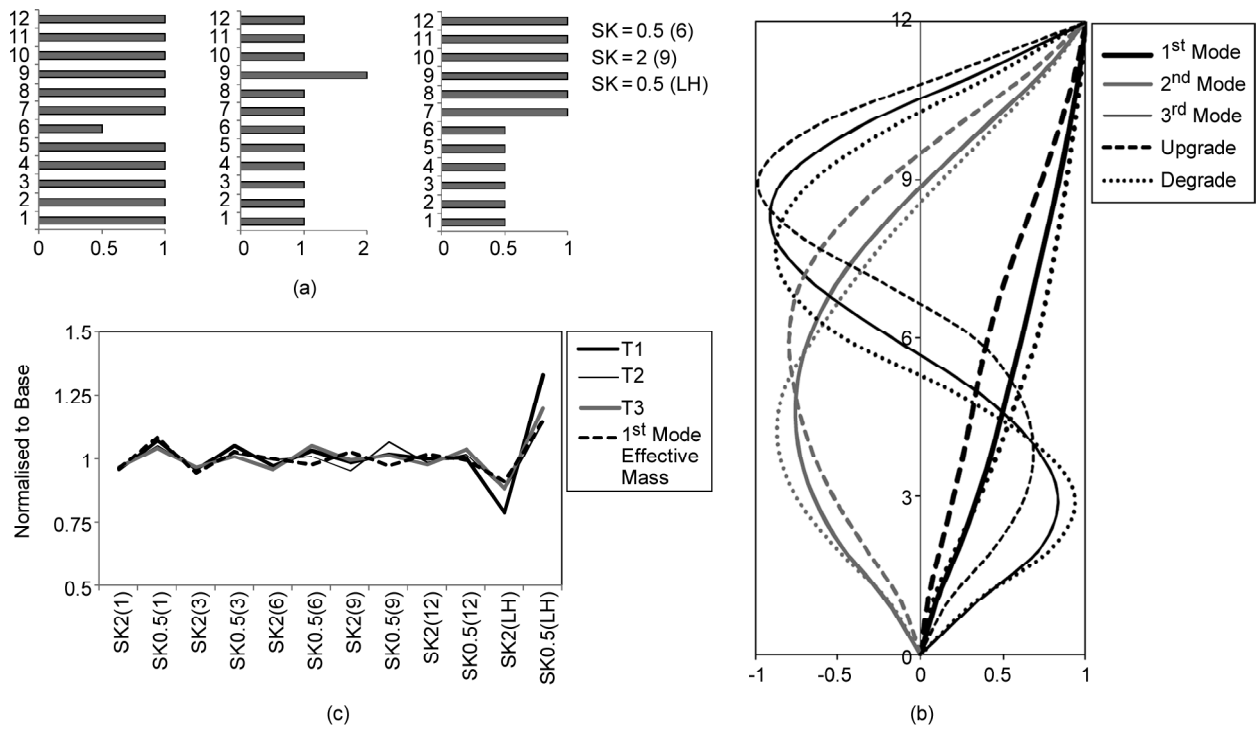 12
11
10
9
8
7
6
5
4
3
2
1
0
0.5
1
12
11
10
9
8
7
6
5
4
3
2
1
0
1
2
12
11
10
9
8
7
6
5
4
3
2
1
0
0.5
1
SK = 0.5 (6)
SK = 2 (9)
SK = 0.5 (LH)
(a)
12
9
6
3
0
-1
-0.5
0
0.5
1
1st Mode
2nd Mode
3rd Mode
Upgrade
Degrade
(b)
Normalised to Base
1.5
1.25
1
0.75
0.5
SK2(1)
SK0.5(1)
SK2(3)
SK0.5(3)
SK2(6)
SK0.5(6)
SK2(9)
SK0.5(9)
SK2(12)
SK0.5(12)
SK2(LH)
SK0.5(LH)
T1
T2
T3
1st Mode
Effective
Mass
(c)